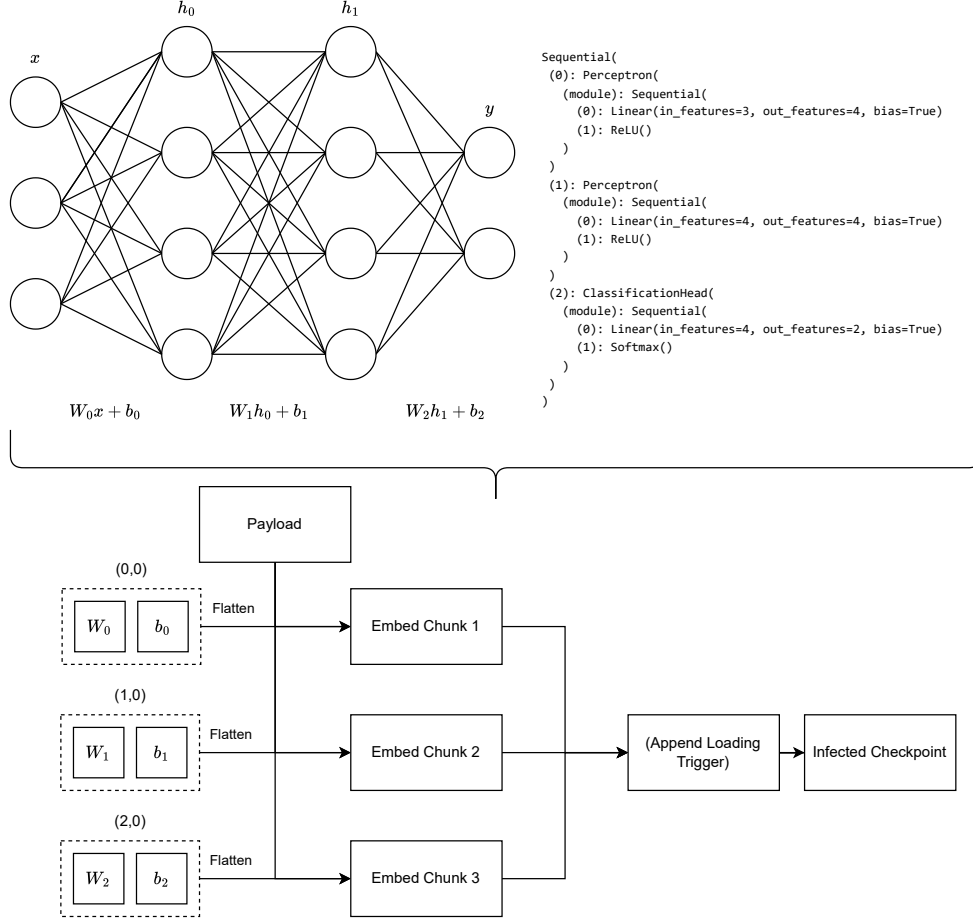 h₀
h₁
x
y
W₀x + b₀
W₁h₀ + b₁
W₂h₁ + b₂
Sequential(
(0): Perceptron(
(module): Sequential(
(0): Linear(in_features=3, out_features=4, bias=True)
(1): ReLU()
)
)
(1): Perceptron(
(module): Sequential(
(0): Linear(in_features=4, out_features=4, bias=True)
(1): ReLU()
)
)
(2): ClassificationHead(
(module): Sequential(
(0): Linear(in_features=4, out_features=2, bias=True)
(1): Softmax()
)
)
)
Payload
(0,0)
W₀
b₀
Flatten
Embed Chunk 1
(1,0)
W₁
b₁
Flatten
Embed Chunk 2
(2,0)
W₂
b₂
Flatten
Embed Chunk 3
(Append Loading
Trigger)
Infected Checkpoint